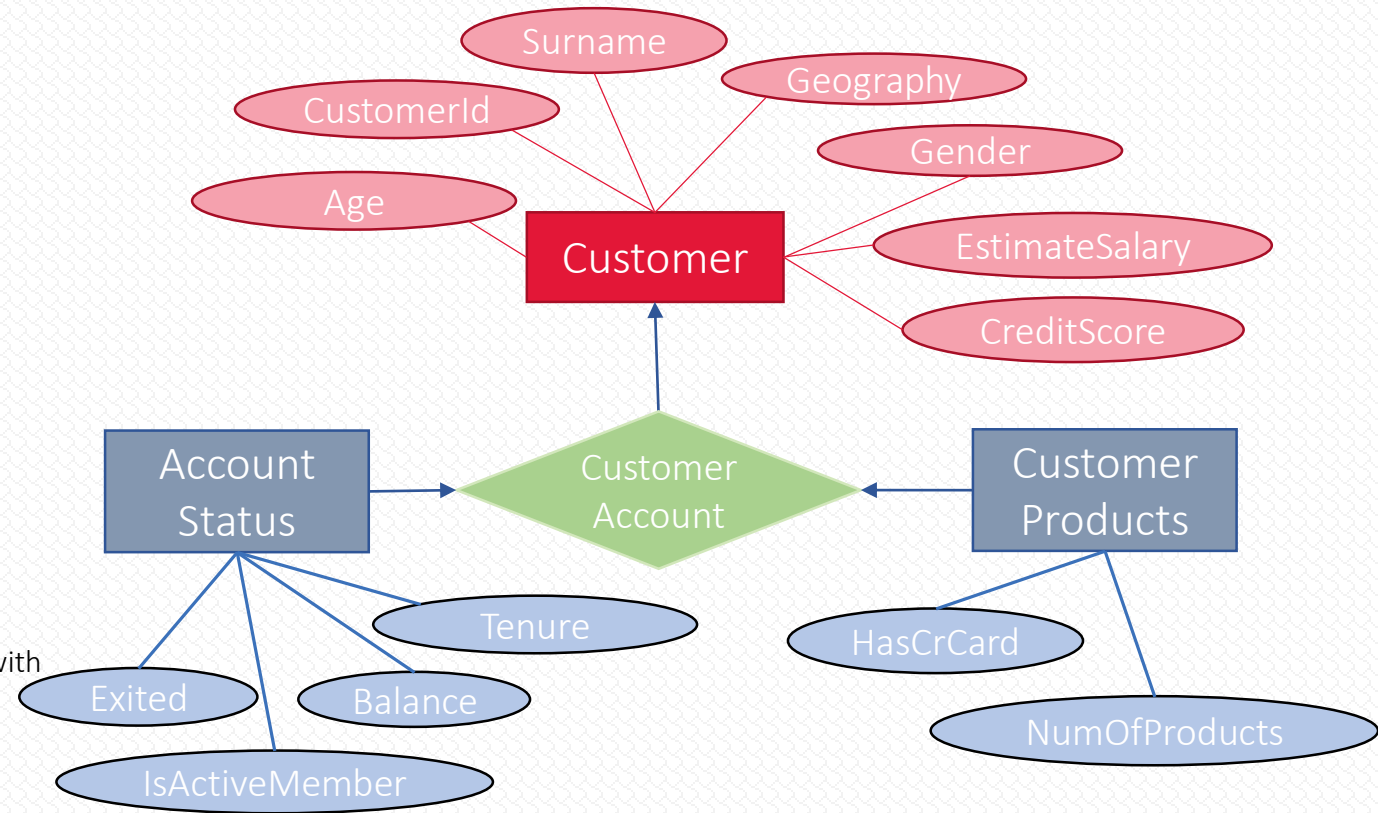 Surname
Geography
CustomerId
Gender
Age
Customer
EstimateSalary
CreditScore
Account
Status
Customer
Account
Customer
Products
Tenure
HasCrCard
with
Exited
Balance
NumOfProducts
IsActiveMember